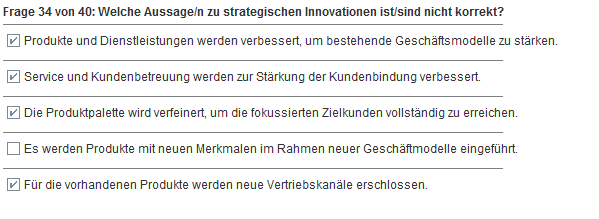 Frage 34 von 40: Welche Aussage/n zu strategischen Innovationen ist/sind nicht korrekt?
Produkte und Dienstleistungen werden verbessert, um bestehende Geschäftsmodelle zu stärken.
Service und Kundenbetreuung werden zur Stärkung der Kundenbindung verbessert.
Die Produktpalette wird verfeinert, um die fokussierten Zielkunden vollständig zu erreichen.
Es werden Produkte mit neuen Merkmalen im Rahmen neuer Geschäftmodelle eingeführt.
Für die vorhandenen Produkte werden neue Vertriebskanäle erschlossen.